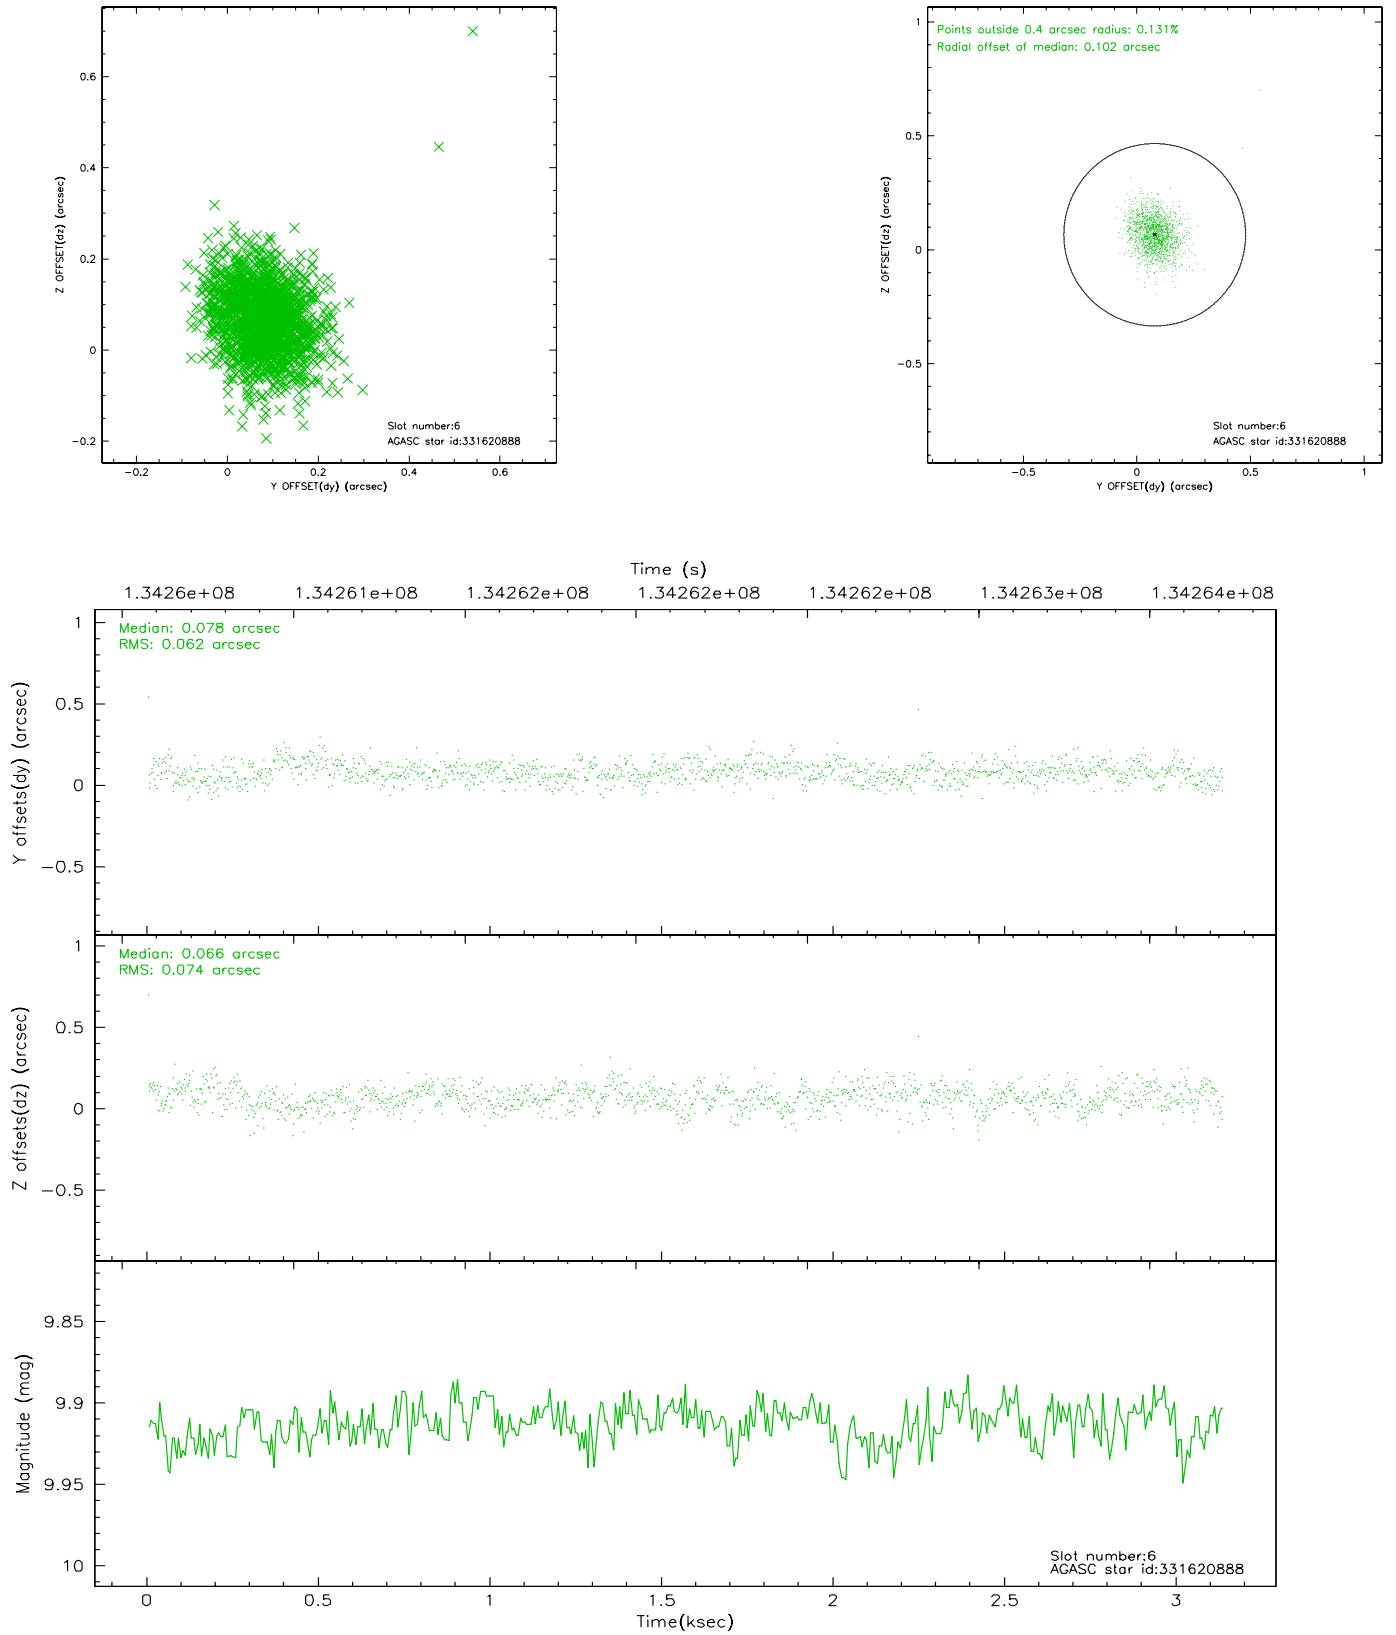 0.6
0.4
0.2
0
−0.2
Z OFFSET(dz) (arcsec)
−0.2 0 0.2 0.4 0.6
Y OFFSET(dy) (arcsec)
Slot number:6
AGASC star id:331620888
Points outside 0.4 arcsec radius: 0.131%
Radial offset of median: 0.102 arcsec
1
0.5
0
−0.5
Z OFFSET(dz) (arcsec)
−0.5 0 0.5 1
Y OFFSET(dy) (arcsec)
Slot number:6
AGASC star id:331620888
Time (s)
1.3426e+08 1.34261e+08 1.34262e+08 1.34262e+08 1.34262e+08 1.34263e+08 1.34264e+08
Median: 0.078 arcsec
RMS: 0.062 arcsec
1
0.5
0
−0.5
Y offsets(dy) (arcsec)
Median: 0.066 arcsec
RMS: 0.074 arcsec
1
0.5
0
−0.5
Z offsets(dz) (arcsec)
9.85
9.9
9.95
10
Magnitude (mag)
Slot number:6
AGASC star id:331620888
0 0.5 1 1.5 2 2.5 3
Time(ksec)